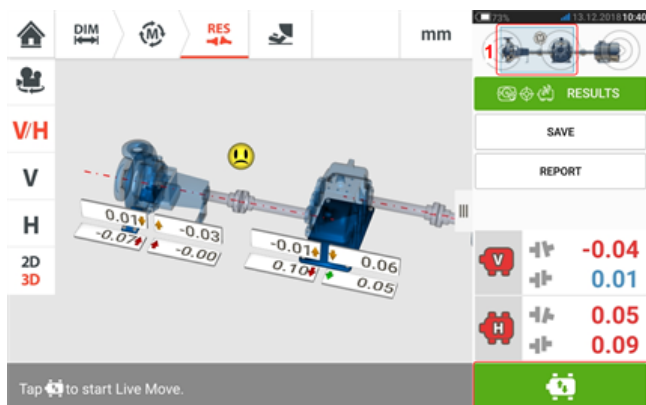 DIM
RES
mm
73%
13.12.2018 10:40
1
RESULTS
SAVE
REPORT
V/H
V
H
2D
3D
0.01
-0.03
-0.07
-0.00
-0.01
0.06
0.10
0.05
V
-0.04
0.01
H
0.05
0.09
M
Tap to start Live Move.